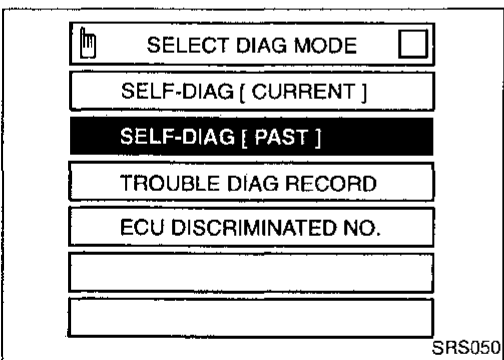 SELECT DIAG MODE
SELF-DIAG [ CURRENT ]
SELF-DIAG [ PAST ]
TROUBLE DIAG RECORD
ECU DISCRIMINATED NO.
SRS050